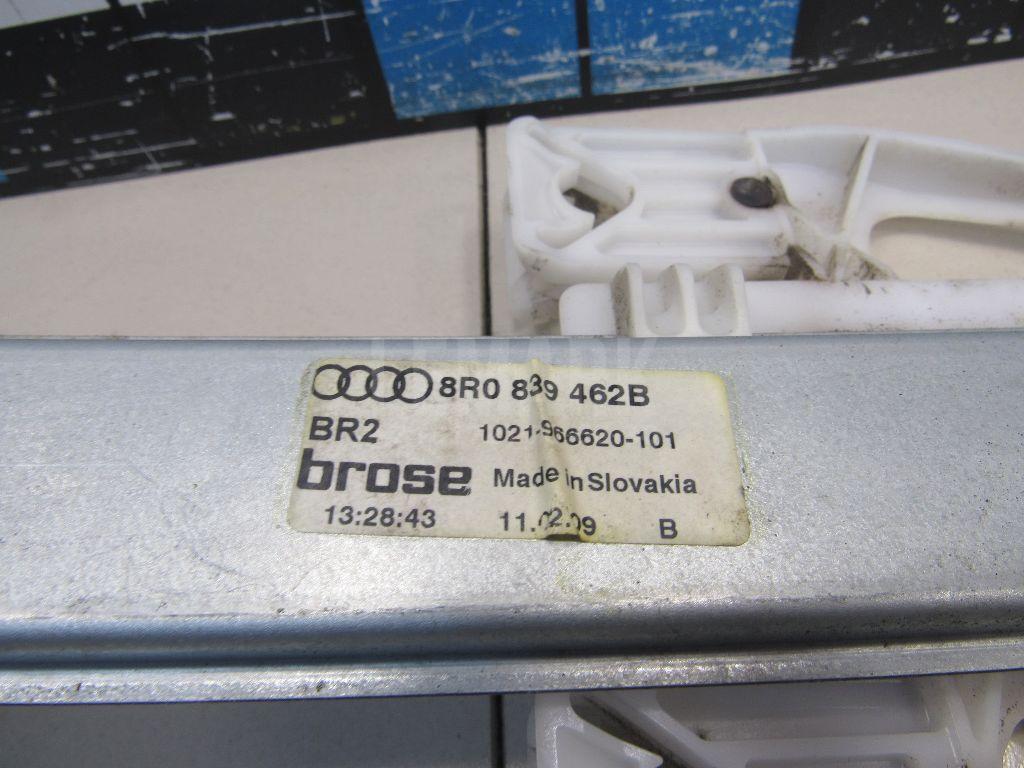 8R0 839 462B
BR2 1021-966620-101
brose Made in Slovakia
13:28:43 11.02.09 B